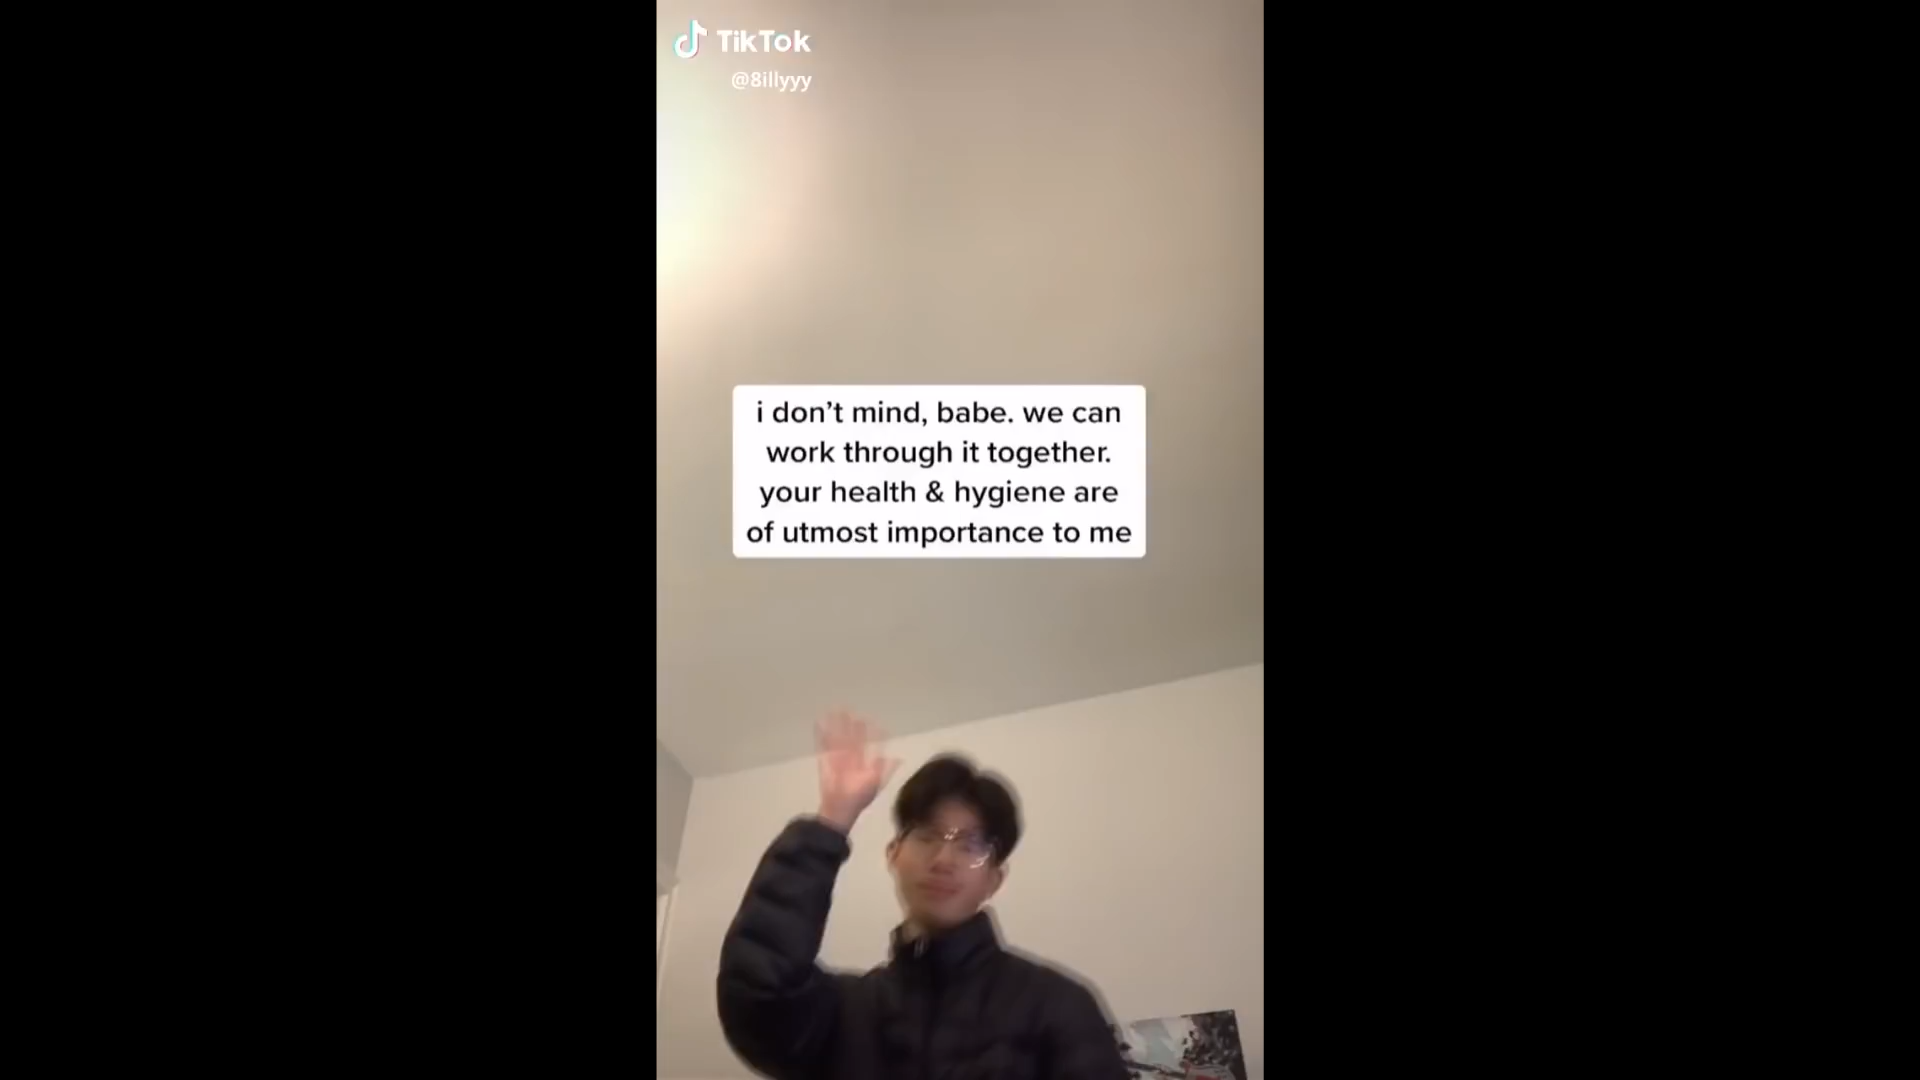 TikTok
@8illyyy
i don't mind, babe. we can
work through it together.
your health & hygiene are
of utmost importance to me